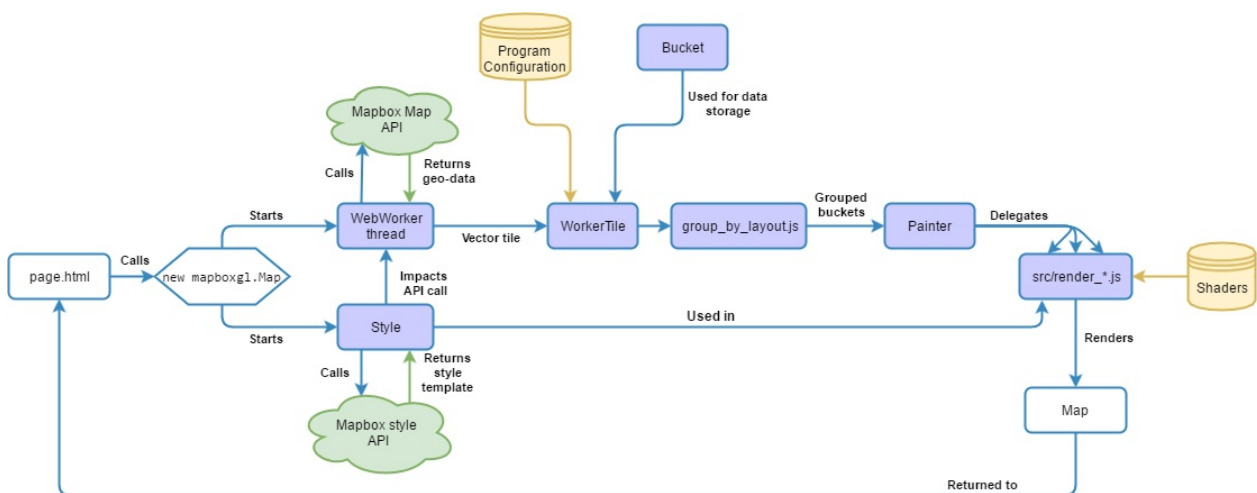 Program
Configuration
Bucket
Used for data
storage
Mapbox Map
API
Calls
Returns
geo-data
Starts
WebWorker
thread
Vector tile
WorkerTile
group_by_layout.js
Grouped
buckets
Painter
Delegates
page.html
Calls
new mapboxgl.Map
Impacts
API call
src/render_*.js
Shaders
Starts
Style
Used in
Renders
Calls
Returns
style
template
Mapbox style
API
Map
Returned to